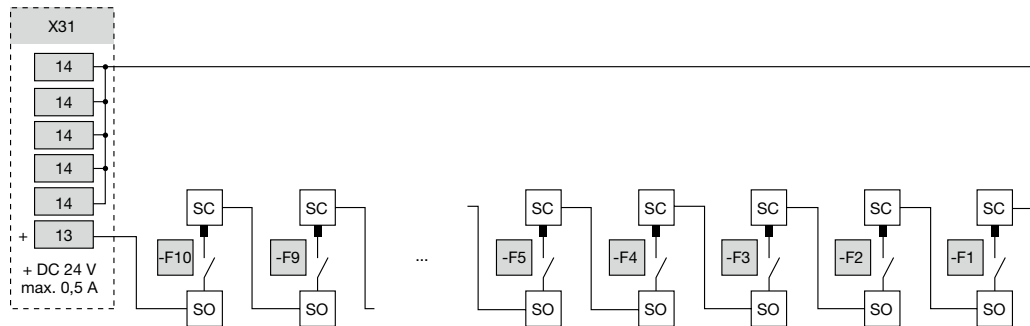 X31
14
14
14
14
14
+ 13
+ DC 24 V
max. 0,5 A
SC SC SC SC SC SC SC
-F10 -F9 ... -F5 -F4 -F3 -F2 -F1
SO SO SO SO SO SO SO